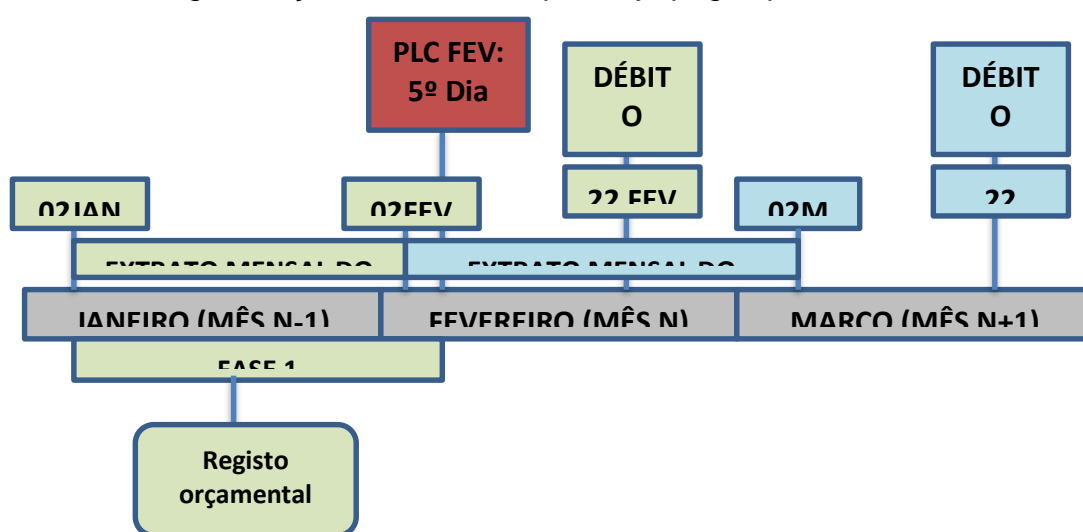 PLC FEV:
5º Dia
DÉBIT
O
DÉBIT
O
02JAN
02FEV
22 FEV
02M
22
EXTRATO MENSAL DO
EXTRATO MENSAL DO
JANEIRO (MÊS N-1)
FEVEREIRO (MÊS N)
MARÇO (MÊS N+1)
FASE 1
Registo
orçamental